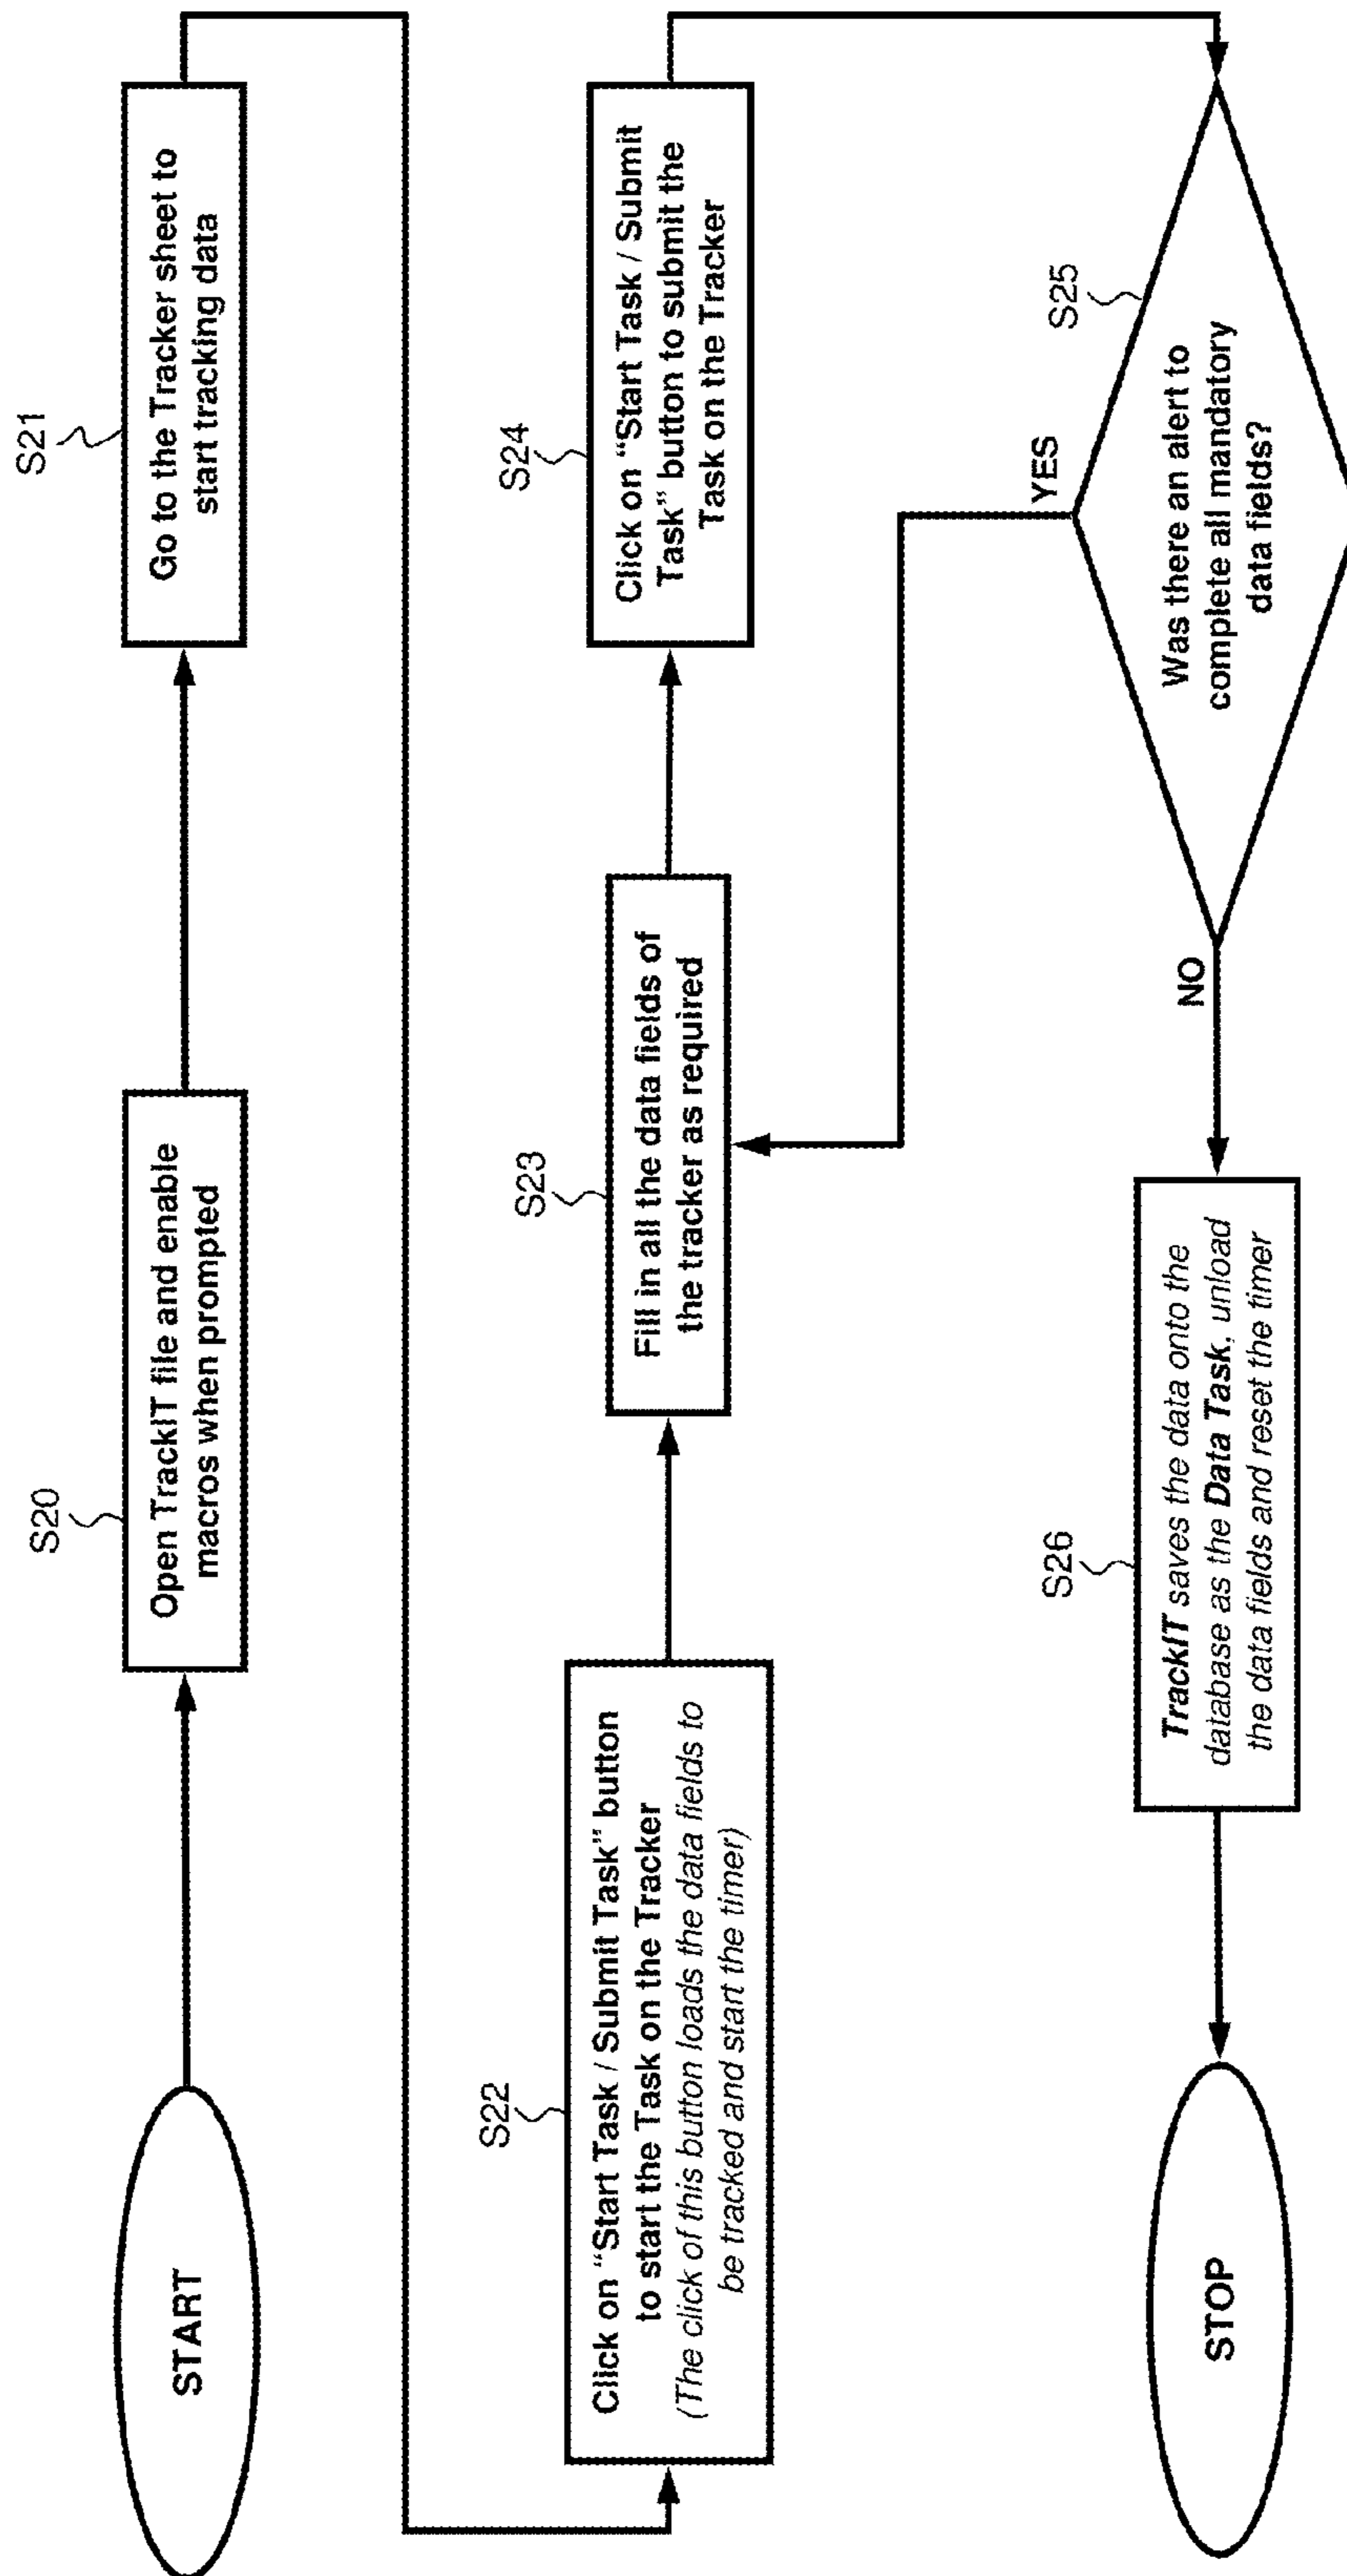 START
S20
Open TrackIT file and enable
macros when prompted
S21
Go to the Tracker sheet to
start tracking data
S22
Click on "Start Task / Submit Task" button
to start the Task on the Tracker
(The click of this button loads the data fields to
be tracked and start the timer)
S23
Fill in all the data fields of
the tracker as required
S24
Click on "Start Task / Submit
Task" button to submit the
Task on the Tracker
S25
Was there an alert to
complete all mandatory
data fields?
YES
NO
S26
TrackIT saves the data onto the
database as the Data Task, unload
the data fields and reset the timer
STOP